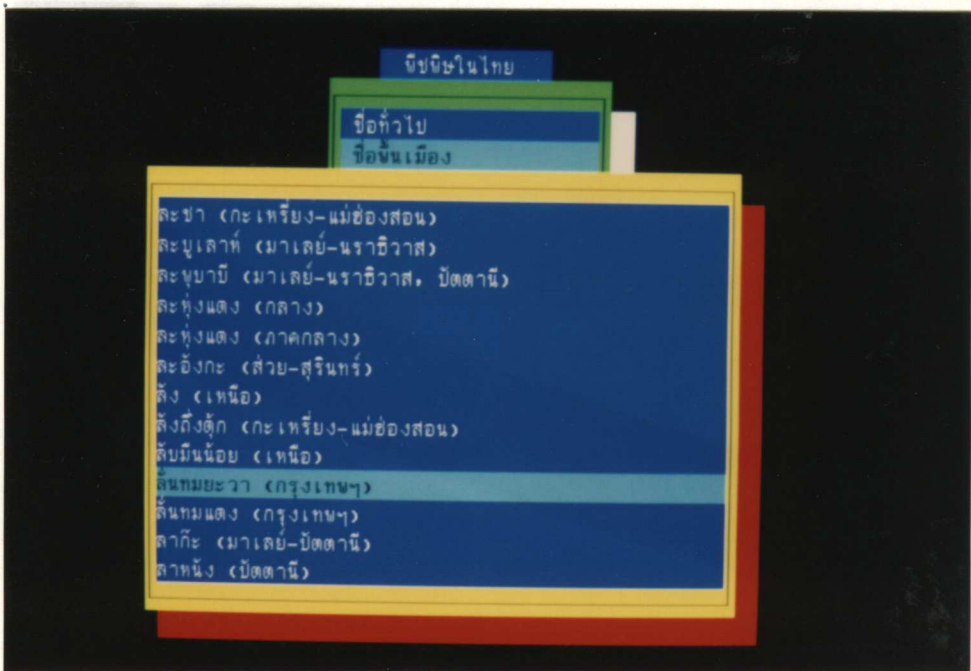 พืชพิษในไทย
ชื่อทั่วไป
ชื่อพื้นเมือง
ละชา (กะเหรี่ยง-แม่ฮ่องสอน)
ละบูเลาห์ (มาเลย์-นราธิวาส)
ละพุบาบี (มาเลย์-นราธิวาส, ปัตตานี)
ละหุ่งแดง (กลาง)
ละหุ่งแดง (ภาคกลาง)
ละอังกะ (ส่วย-สุรินทร์)
ลัง (เหนือ)
ลังถึ่งตุ้ก (กะเหรี่ยง-แม่ฮ่องสอน)
ลับมืนน้อย (เหนือ)
ลั่นทมยะวา (กรุงเทพฯ)
ลั่นทมแดง (กรุงเทพฯ)
ลาก๊ะ (มาเลย์-ปัตตานี)
ลาหนัง (ปัตตานี)